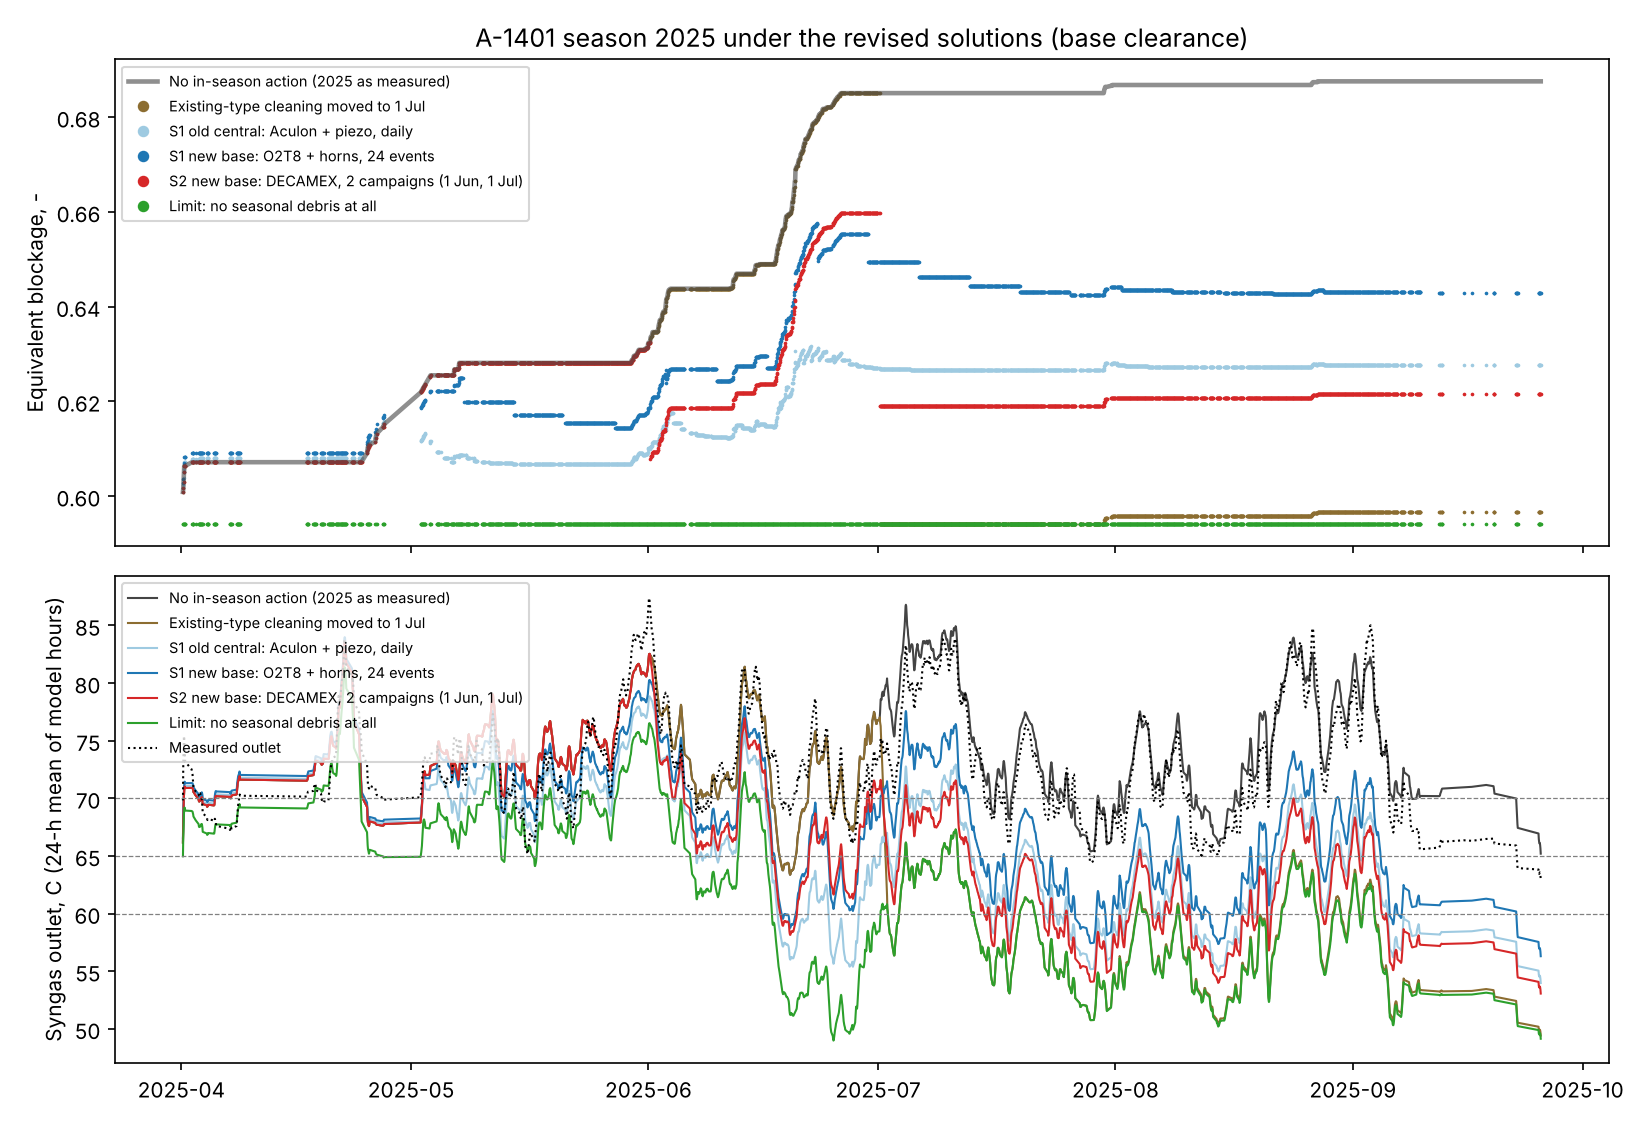 A-1401 season 2025 under the revised solutions (base clearance)
No in-season action (2025 as measured)
Existing-type cleaning moved to 1 Jul
S1 old central: Aculon + piezo, daily
S1 new base: O2T8 + horns, 24 events
S2 new base: DECAMEX, 2 campaigns (1 Jun, 1 Jul)
Limit: no seasonal debris at all
Equivalent blockage, -
0.68
0.66
0.64
0.62
0.60
No in-season action (2025 as measured)
Existing-type cleaning moved to 1 Jul
S1 old central: Aculon + piezo, daily
S1 new base: O2T8 + horns, 24 events
S2 new base: DECAMEX, 2 campaigns (1 Jun, 1 Jul)
Limit: no seasonal debris at all
Measured outlet
Syngas outlet, C (24-h mean of model hours)
85
80
75
70
65
60
55
50
2025-04 2025-05 2025-06 2025-07 2025-08 2025-09 2025-10